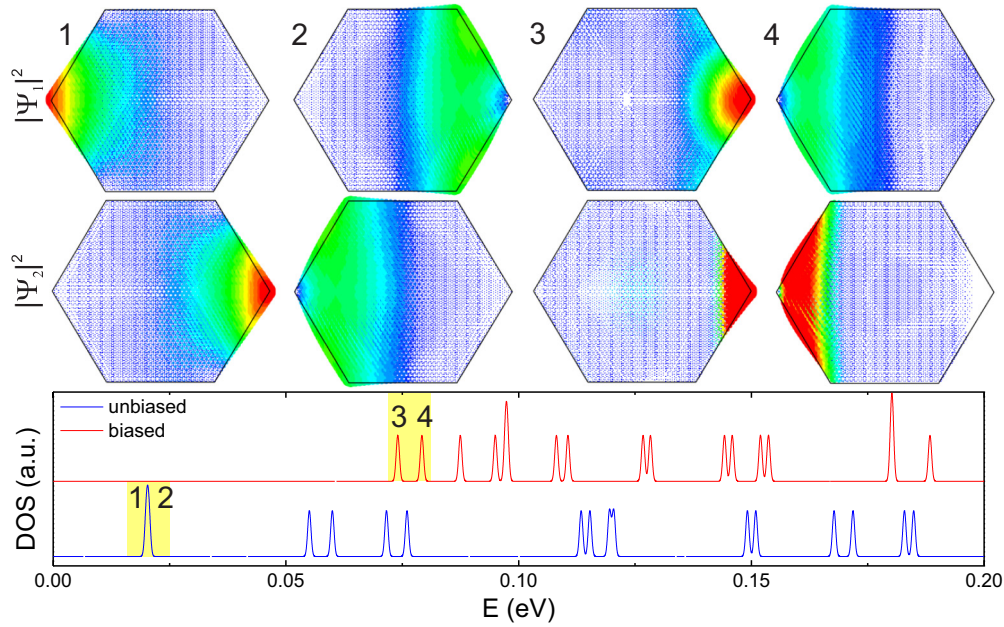 1 2 3 4
|Ψ₁|²
|Ψ₂|²
unbiased
biased
3 4
1 2
DOS (a.u.)
0.00 0.05 0.10 0.15 0.20
E (eV)